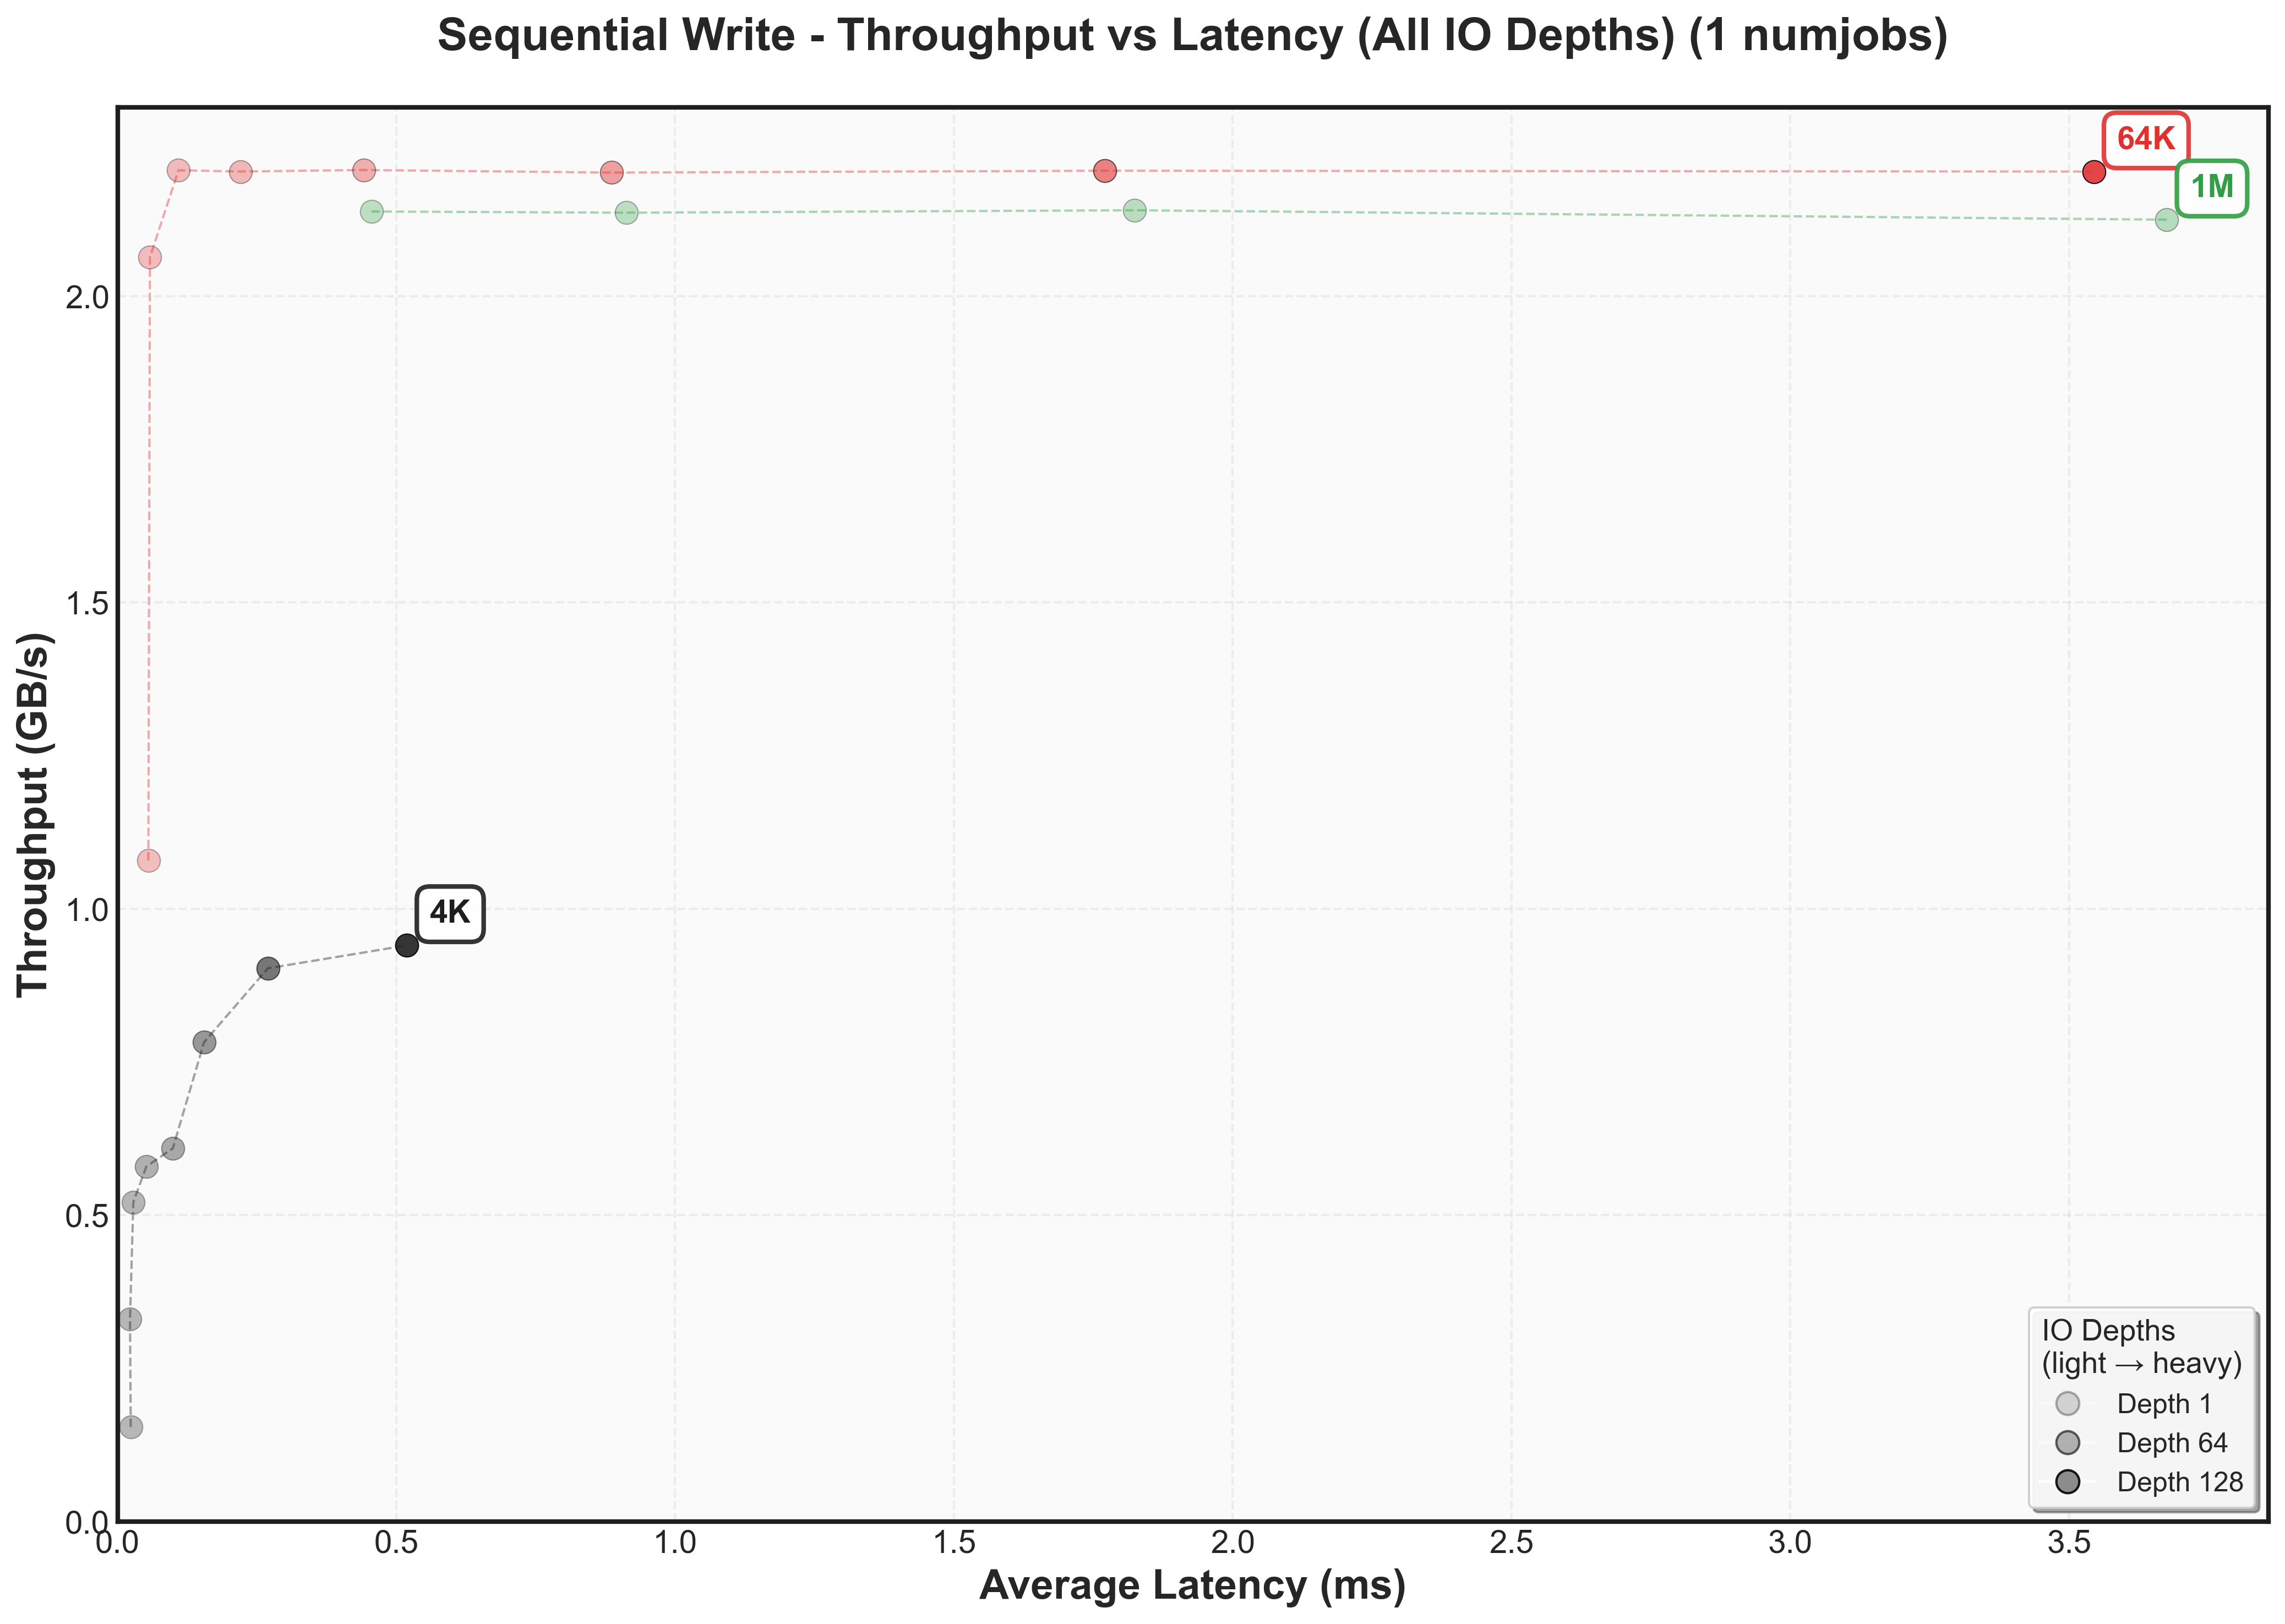 Sequential Write - Throughput vs Latency (All IO Depths) (1 numjobs)
64K
1M
4K
Throughput (GB/s)
2.0
1.5
1.0
0.5
0.0
0.0 0.5 1.0 1.5 2.0 2.5 3.0 3.5
Average Latency (ms)
IO Depths
(light → heavy)
Depth 1
Depth 64
Depth 128